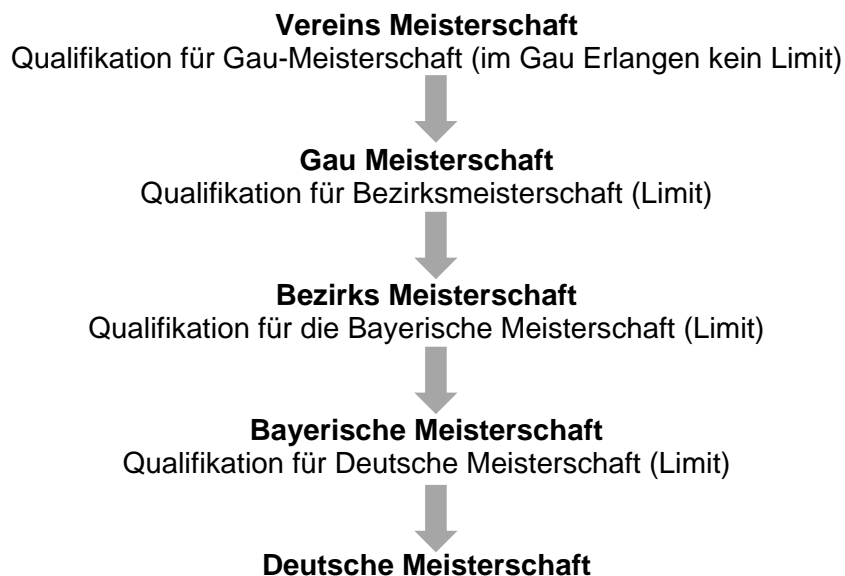 Vereins Meisterschaft
Qualifikation für Gau-Meisterschaft (im Gau Erlangen kein Limit)
Gau Meisterschaft
Qualifikation für Bezirksmeisterschaft (Limit)
Bezirks Meisterschaft
Qualifikation für die Bayerische Meisterschaft (Limit)
Bayerische Meisterschaft
Qualifikation für Deutsche Meisterschaft (Limit)
Deutsche Meisterschaft